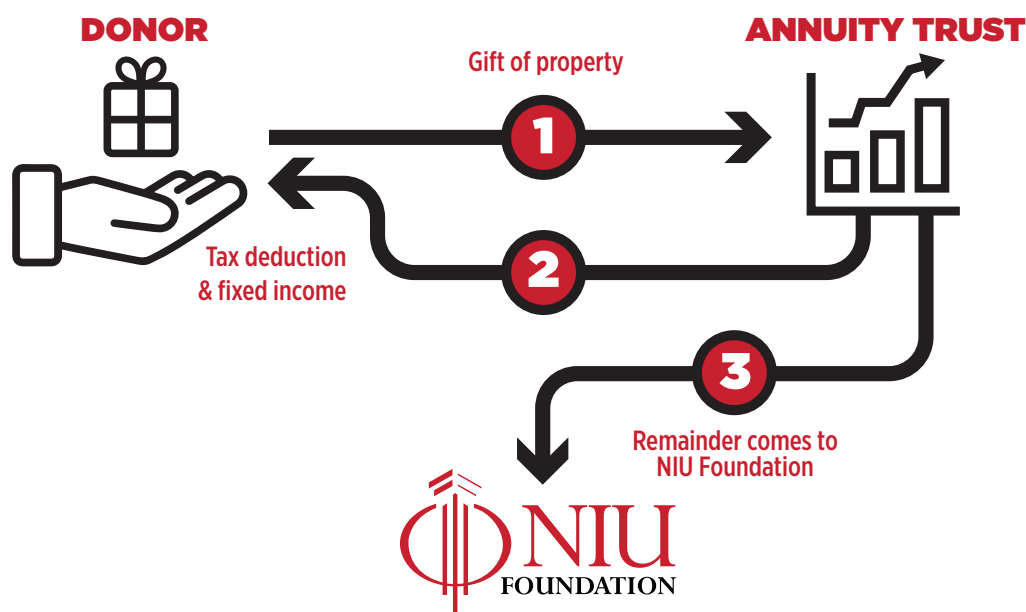 DONOR
ANNUITY TRUST
Gift of property
1
Tax deduction
& fixed income
2
3
Remainder comes to
NIU Foundation
NIU
FOUNDATION